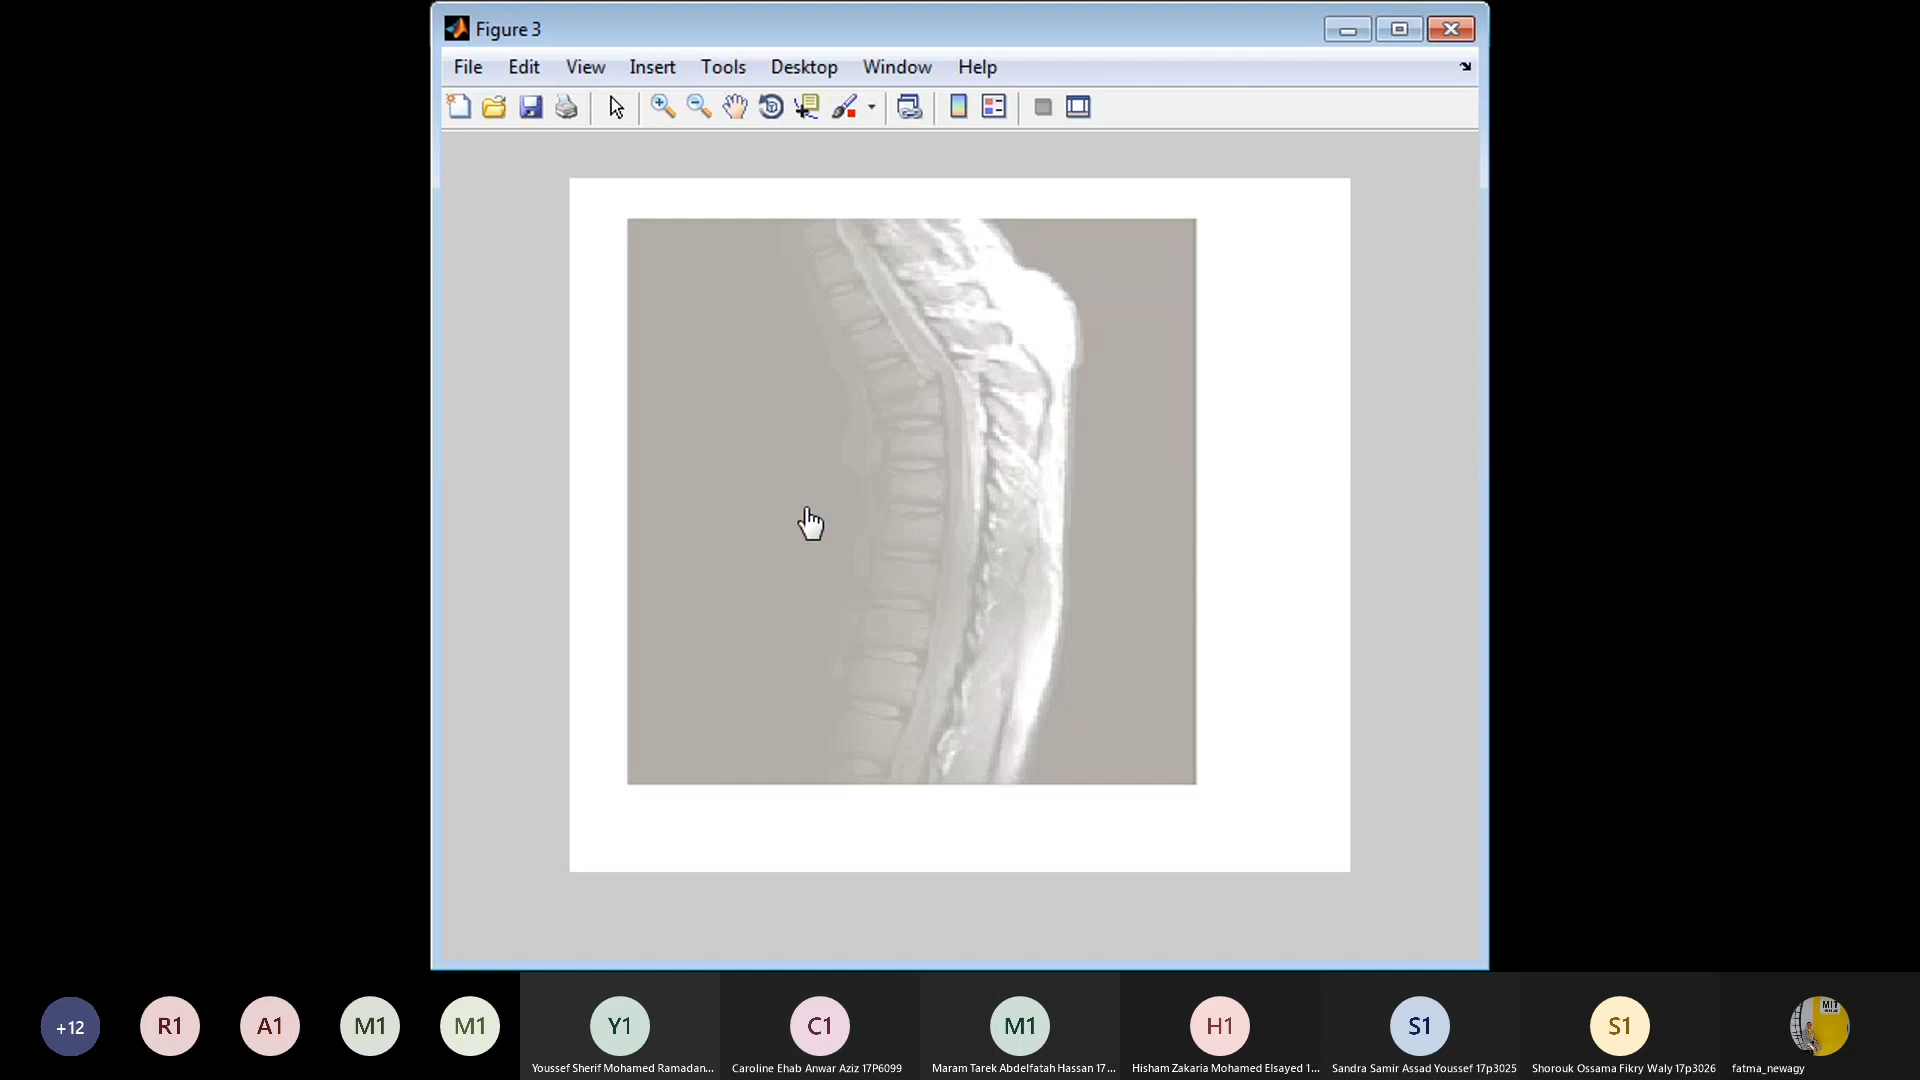 Figure 3
File Edit View Insert Tools Desktop Window Help
+12 R1 A1 M1 M1 Y1 C1 M1 H1 S1 S1 MIT
Youssef Sherif Mohamed Ramadan... Caroline Ehab Anwar Aziz 17P6099 Maram Tarek Abdelfatah Hassan 17... Hisham Zakaria Mohamed Elsayed 1... Sandra Samir Assad Youssef 17p3025 Shorouk Ossama Fikry Waly 17p3026 fatma_newagy